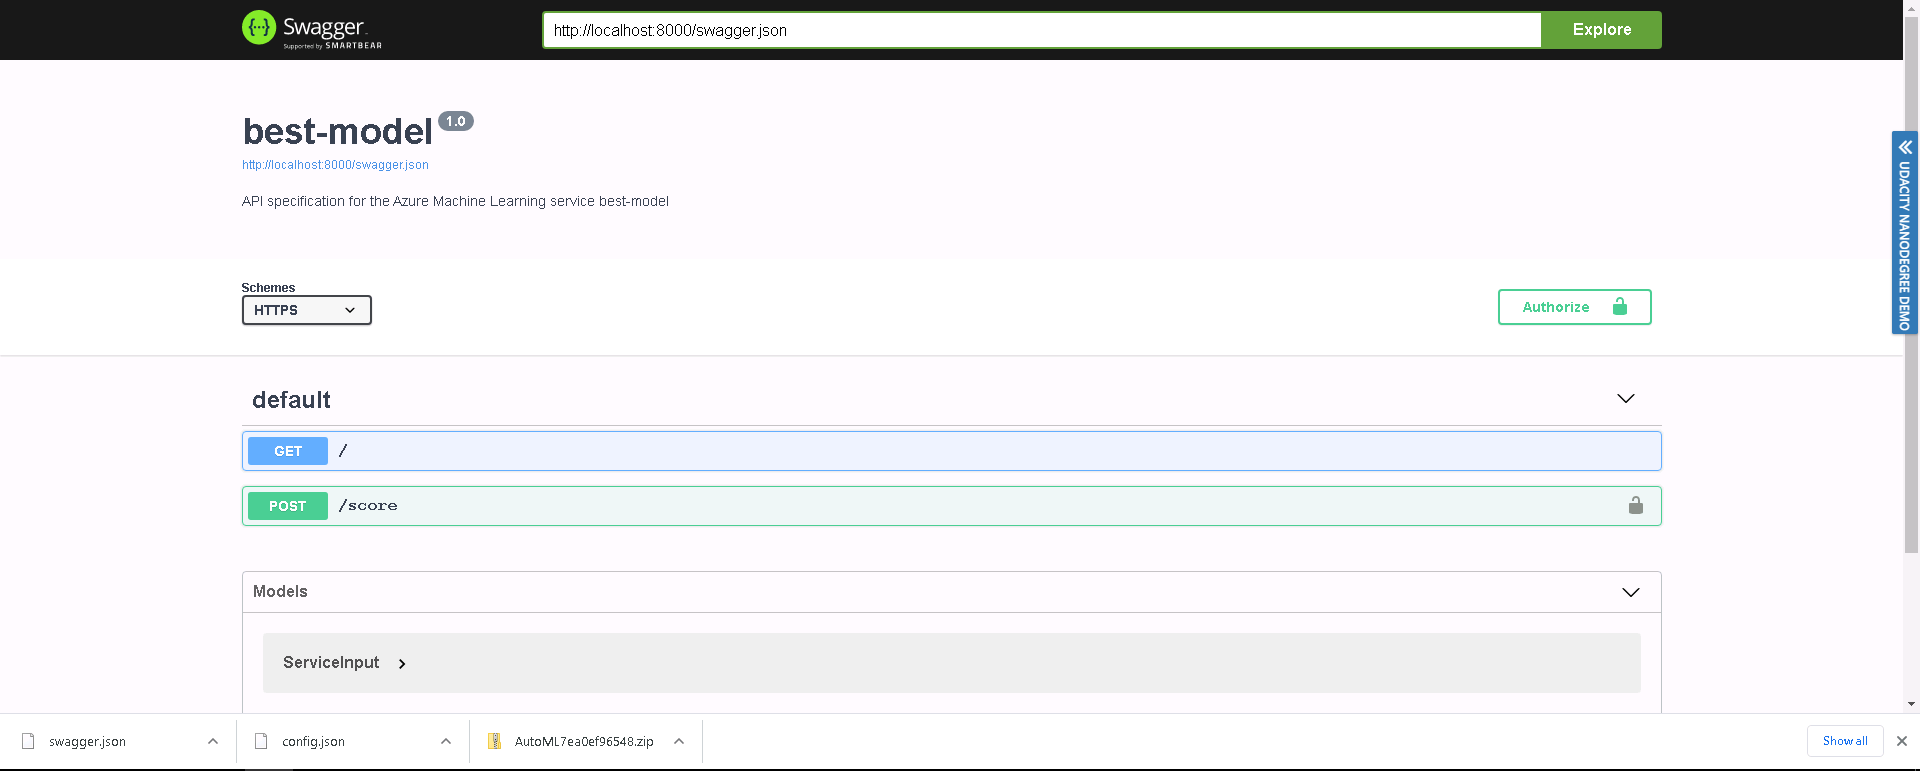 Swagger
Supported by SMARTBEAR
http://localhost:8000/swagger.json
Explore
best-model 1.0
http://localhost:8000/swagger.json
API specification for the Azure Machine Learning service best-model
UDACITY NANODEGREE DEMO
Schemes
HTTPS
Authorize
default
GET /
POST /score
Models
ServiceInput
swagger.json
config.json
AutoML7ea0ef96548.zip
Show all